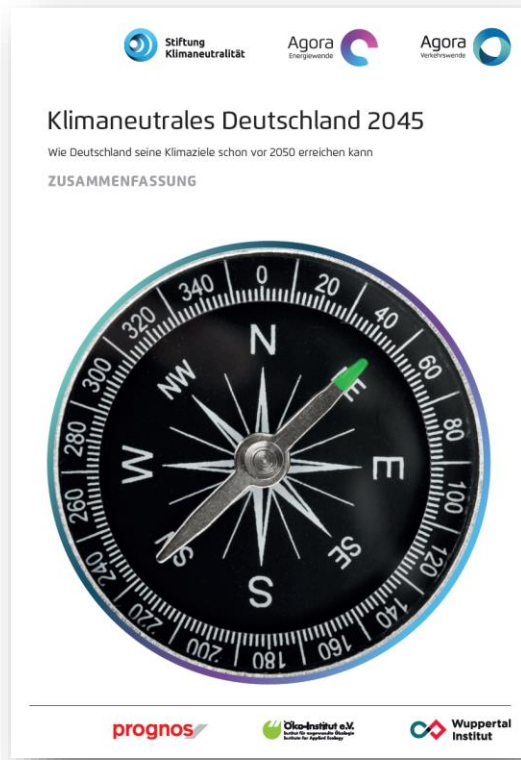 Stiftung
Klimaneutralität
Agora
Energiewende
Agora
Verkehrswende
Klimaneutrales Deutschland 2045
Wie Deutschland seine Klimaziele schon vor 2050 erreichen kann
ZUSAMMENFASSUNG
0
20
40
60
80
100
120
140
160
180
200
220
240
260
280
300
320
340
N
E
SE
S
W
NW
prognos
Öko-Institut e.V.
Institut für angewandte Ökologie
Institute for Applied Ecology
Wuppertal
Institut